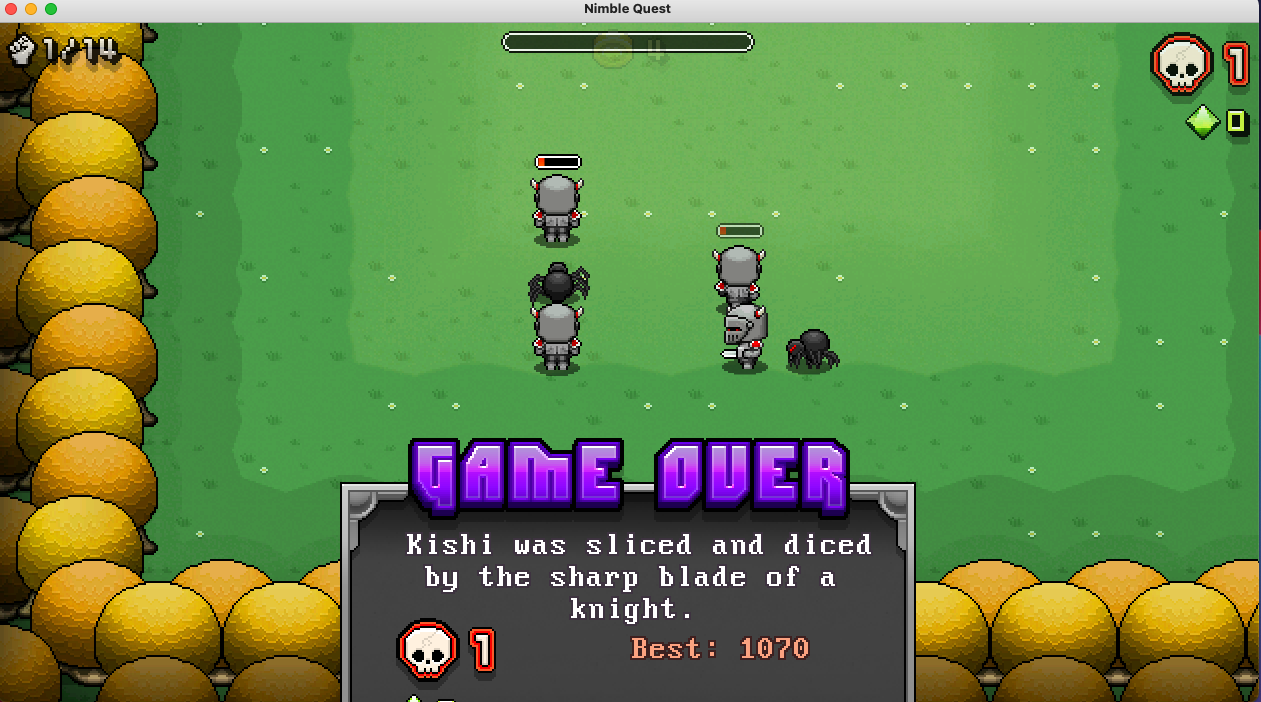 Nimble Quest
1/14
4
1
0
GAME OVER
Kishi was sliced and diced
by the sharp blade of a
knight.
1
Best: 1070